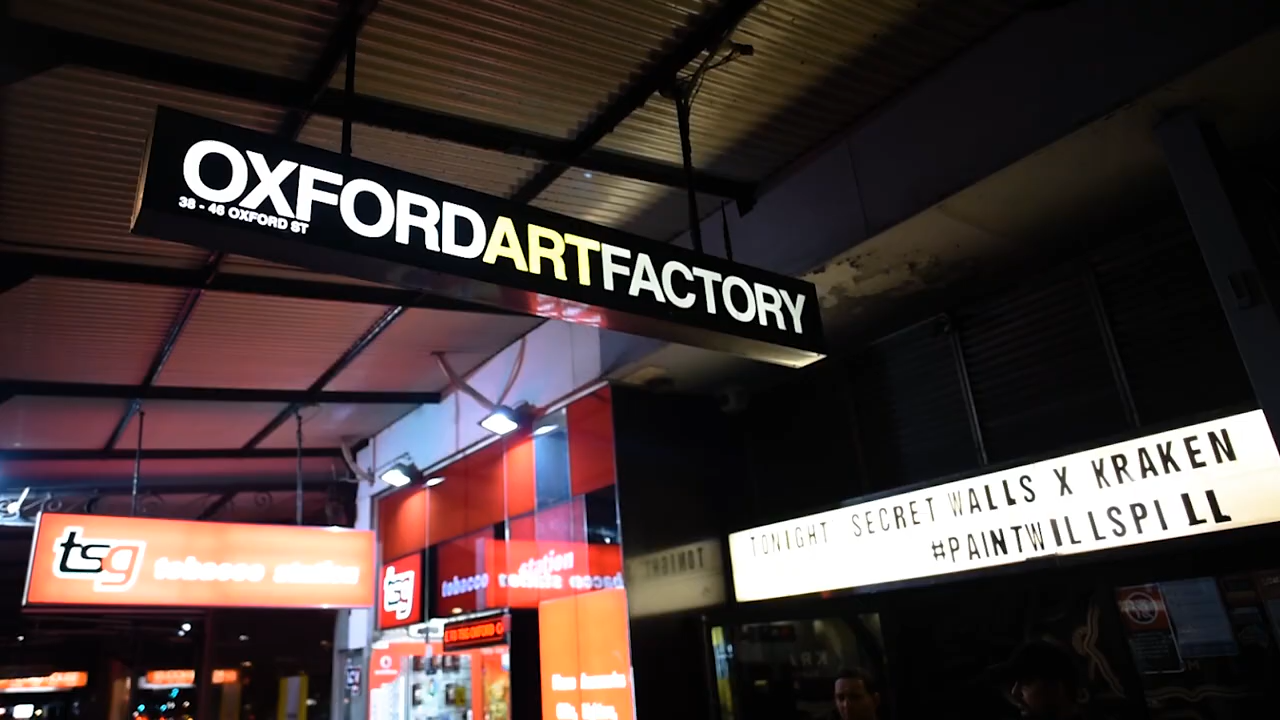 OXFORDARTFACTORY
38 - 46 OXFORD ST
TONIGHT SECRET WALLS X KRAKEN
#PAINTWILLSPILL
tsg tobacco station
tsg
tobacco station